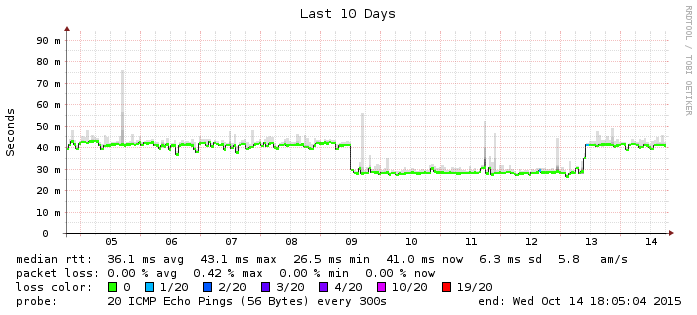 Last 10 Days
RRDTOOL / TOBI OETIKER
Seconds
90 m
80 m
70 m
60 m
50 m
40 m
30 m
20 m
10 m
0
05 06 07 08 09 10 11 12 13 14
median rtt: 36.1 ms avg 43.1 ms max 26.5 ms min 41.0 ms now 6.3 ms sd 5.8 am/s
packet loss: 0.00 % avg 0.42 % max 0.00 % min 0.00 % now
loss color: 0 1/20 2/20 3/20 4/20 10/20 19/20
probe: 20 ICMP Echo Pings (56 Bytes) every 300s end: Wed Oct 14 18:05:04 2015